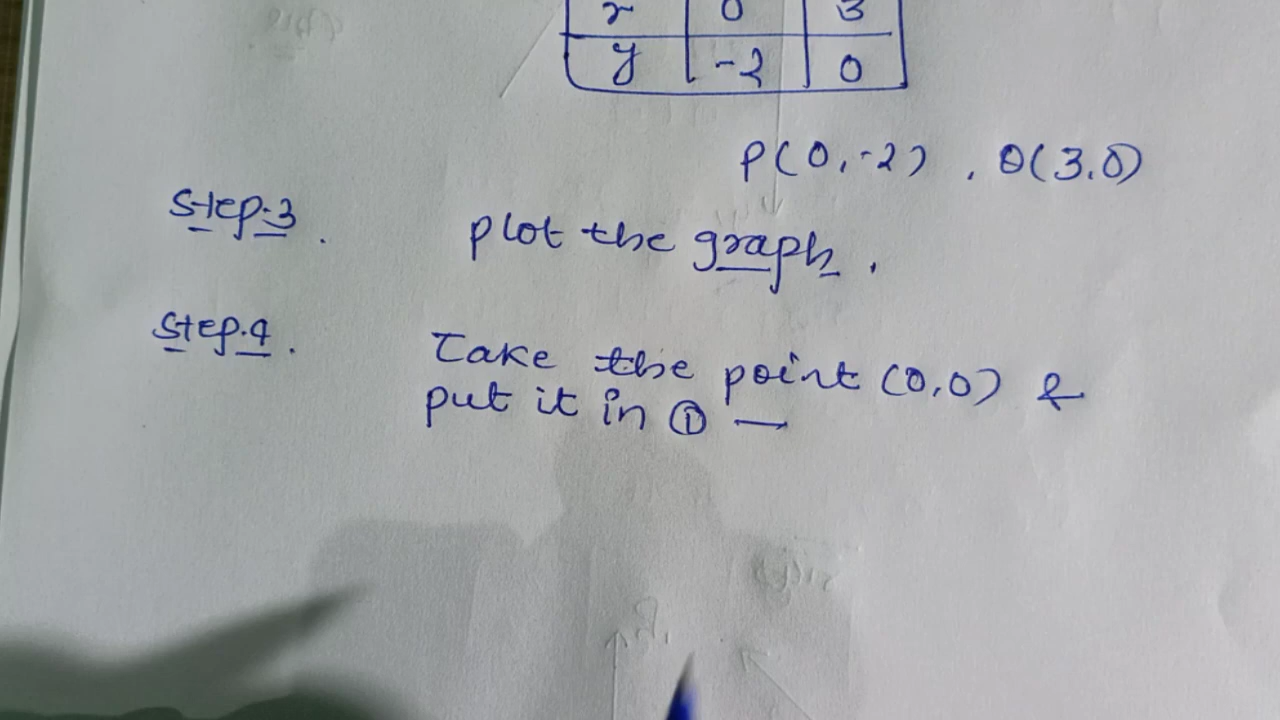 x 0 3
y -2 0
P(0,-2) , Q(3,0)
Step.3 . plot the graph .
Step.4 . Take the point (0,0) &
put it in ① —